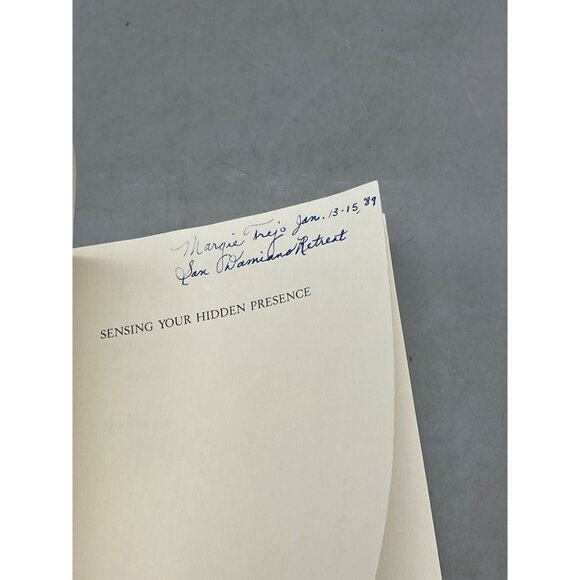 Margie Trejo Jan. 13-15, '89
San Damiano Retreat
SENSING YOUR HIDDEN PRESENCE